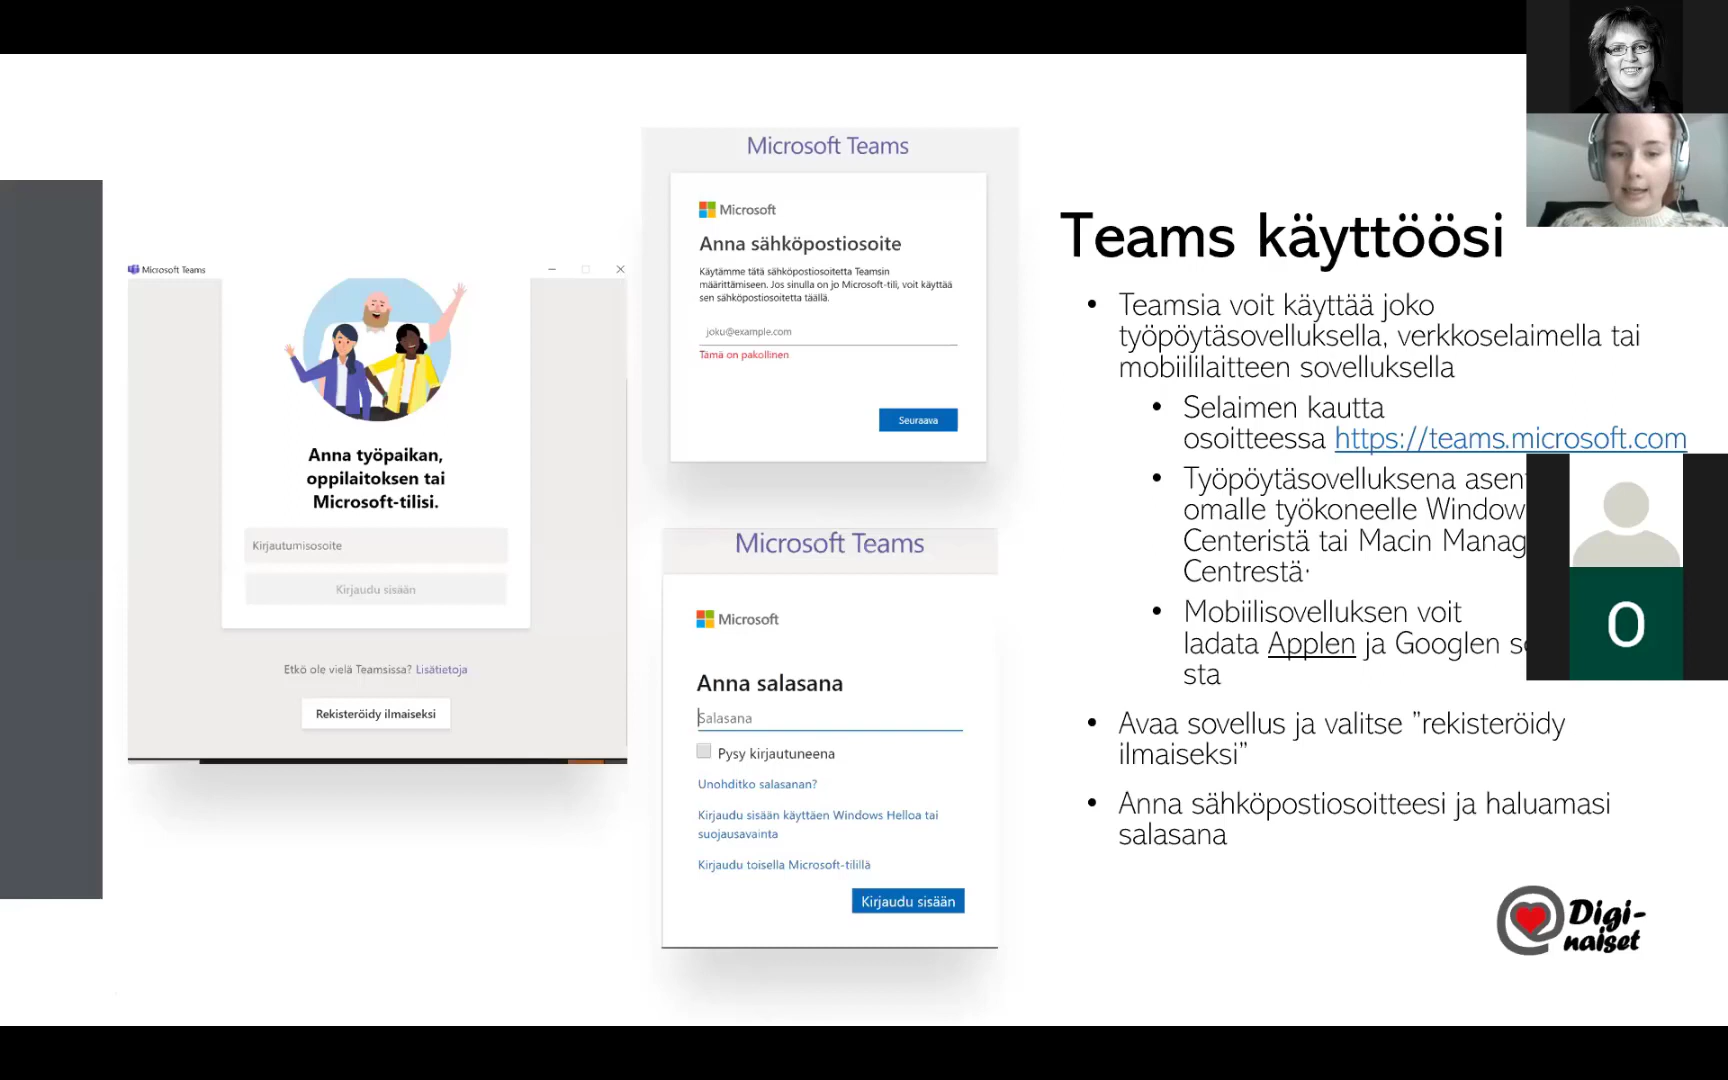 Microsoft Teams
Anna työpaikan,
oppilaitoksen tai
Microsoft-tilisi.
Kirjautumisosoite
Kirjaudu sisään
Etkö ole vielä Teamsissa? Lisätietoja
Rekisteröidy ilmaiseksi
Microsoft Teams
Microsoft
Anna sähköpostiosoite
Käytämme tätä sähköpostiosoitetta Teamsin
määrittämiseen. Jos sinulla on jo Microsoft-tili, voit käyttää
sen sähköpostiosoitetta täällä.
joku@example.com
Tämä on pakollinen
Seuraava
Microsoft Teams
Microsoft
Anna salasana
Salasana
Pysy kirjautuneena
Unohditko salasanan?
Kirjaudu sisään käyttäen Windows Helloa tai
suojausavainta
Kirjaudu toisella Microsoft-tilillä
Kirjaudu sisään
Teams käyttöösi
• Teamsia voit käyttää joko
työpöytäsovelluksella, verkkoselaimella tai
mobiililaitteen sovelluksella
• Selaimen kautta
osoitteessa https://teams.microsoft.com
• Työpöytäsovelluksena asen
omalle työkoneelle Window
Centeristä tai Macin Manag
Centrestä.
• Mobiilisovelluksen voit
ladata Applen ja Googlen s
sta
• Avaa sovellus ja valitse ”rekisteröidy
ilmaiseksi”
• Anna sähköpostiosoitteesi ja haluamasi
salasana
O
Digi-
naiset